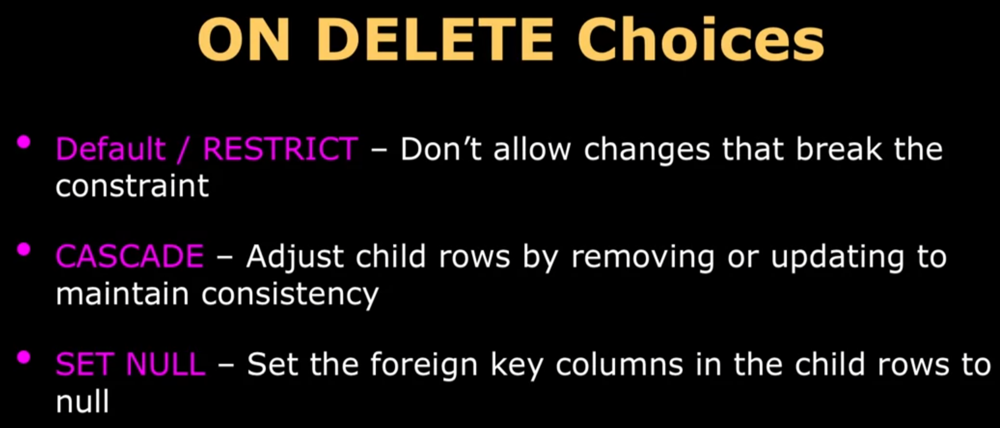 ON DELETE Choices
• Default / RESTRICT – Don’t allow changes that break the
constraint
• CASCADE – Adjust child rows by removing or updating to
maintain consistency
• SET NULL – Set the foreign key columns in the child rows to
null